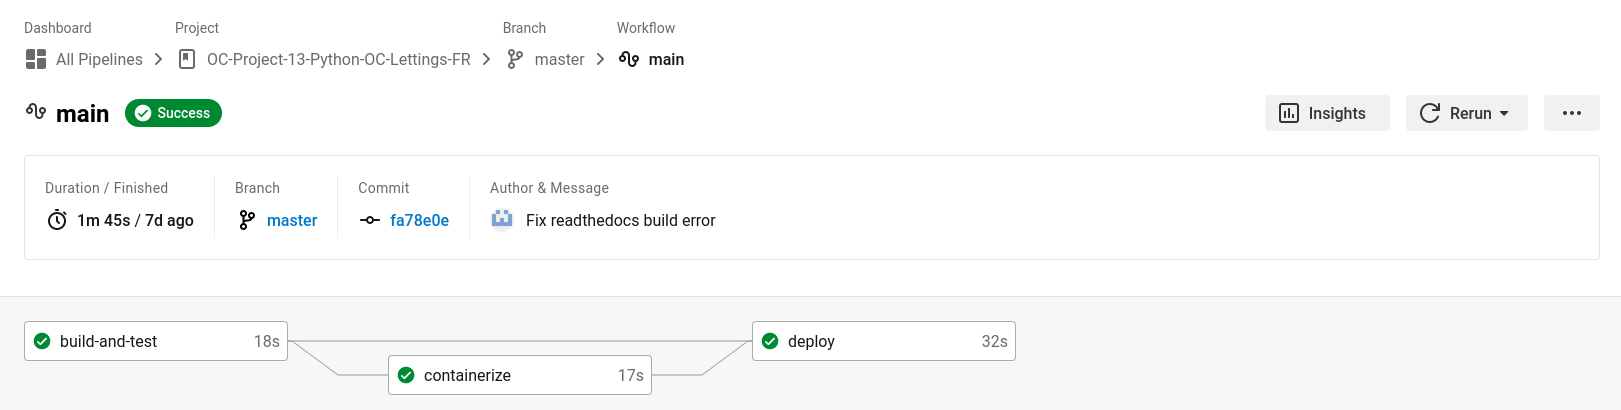 Dashboard Project Branch Workflow
All Pipelines OC-Project-13-Python-OC-Lettings-FR master main
main Success Insights Rerun
Duration / Finished Branch Commit Author & Message
1m 45s / 7d ago master fa78e0e Fix readthedocs build error
build-and-test 18s deploy 32s
containerize 17s